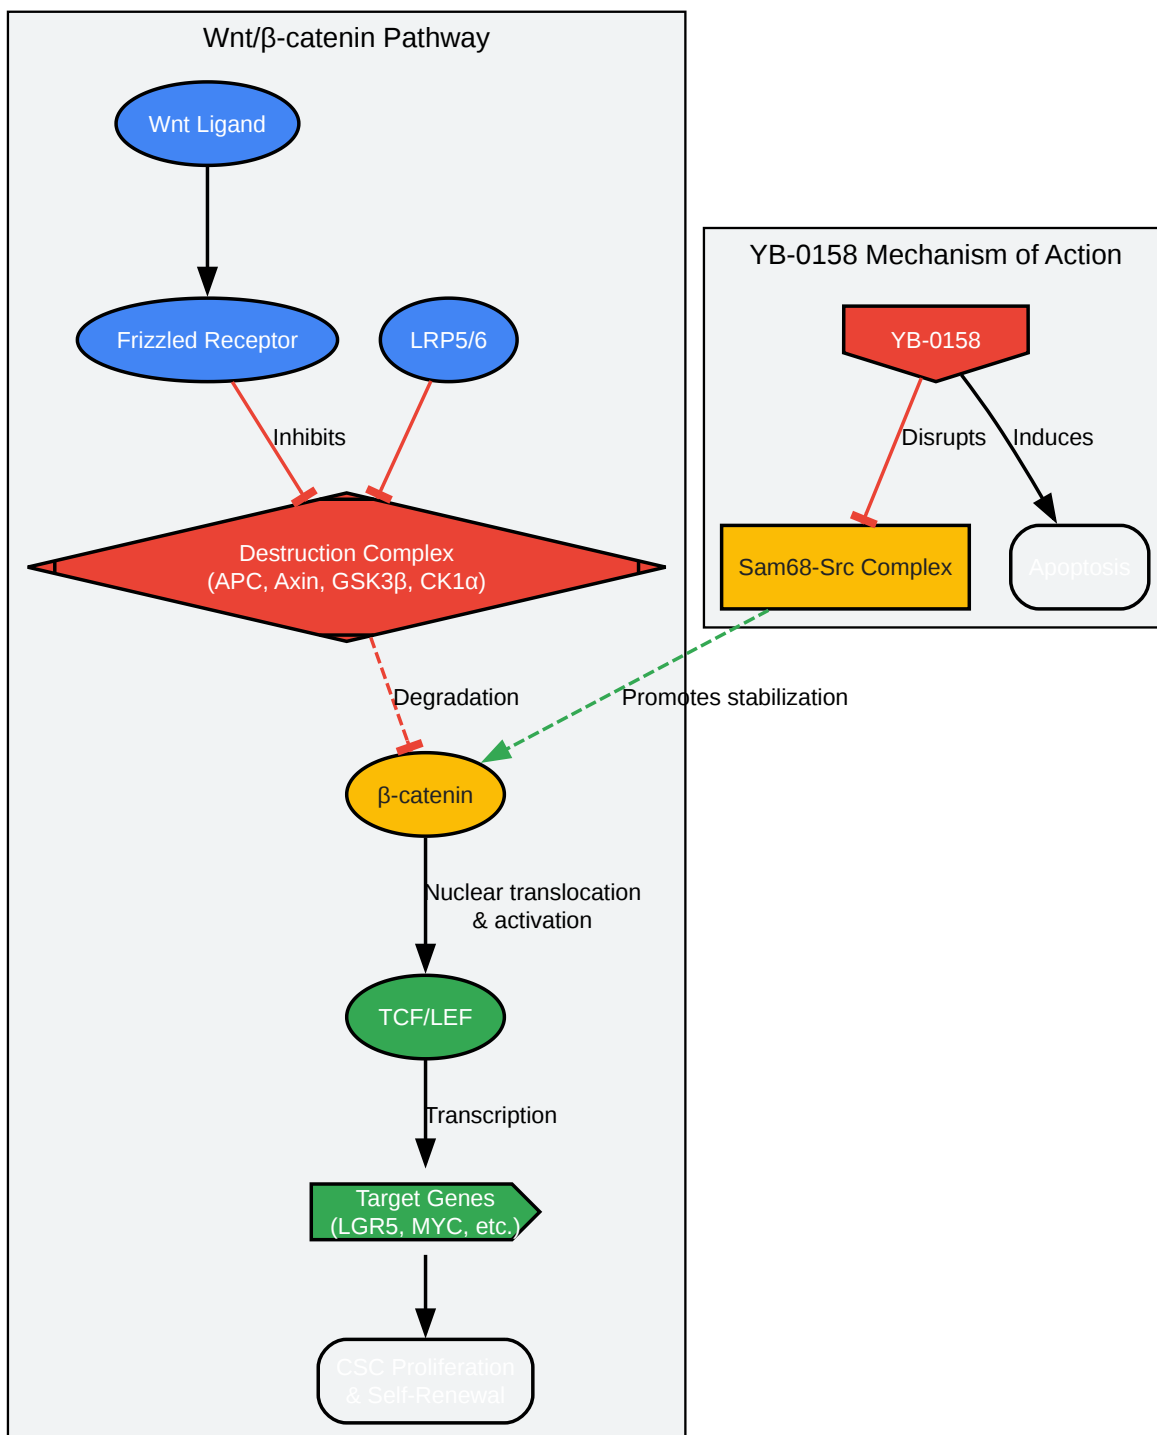 Wnt/β-catenin Pathway
Wnt Ligand
Frizzled Receptor
LRP5/6
Inhibits
Destruction Complex
(APC, Axin, GSK3β, CK1α)
Degradation
β-catenin
Nuclear translocation
& activation
TCF/LEF
Transcription
Target Genes
(LGR5, MYC, etc.)
CSC Proliferation
& Self-Renewal
YB-0158 Mechanism of Action
YB-0158
Disrupts
Induces
Sam68-Src Complex
Apoptosis
Promotes stabilization